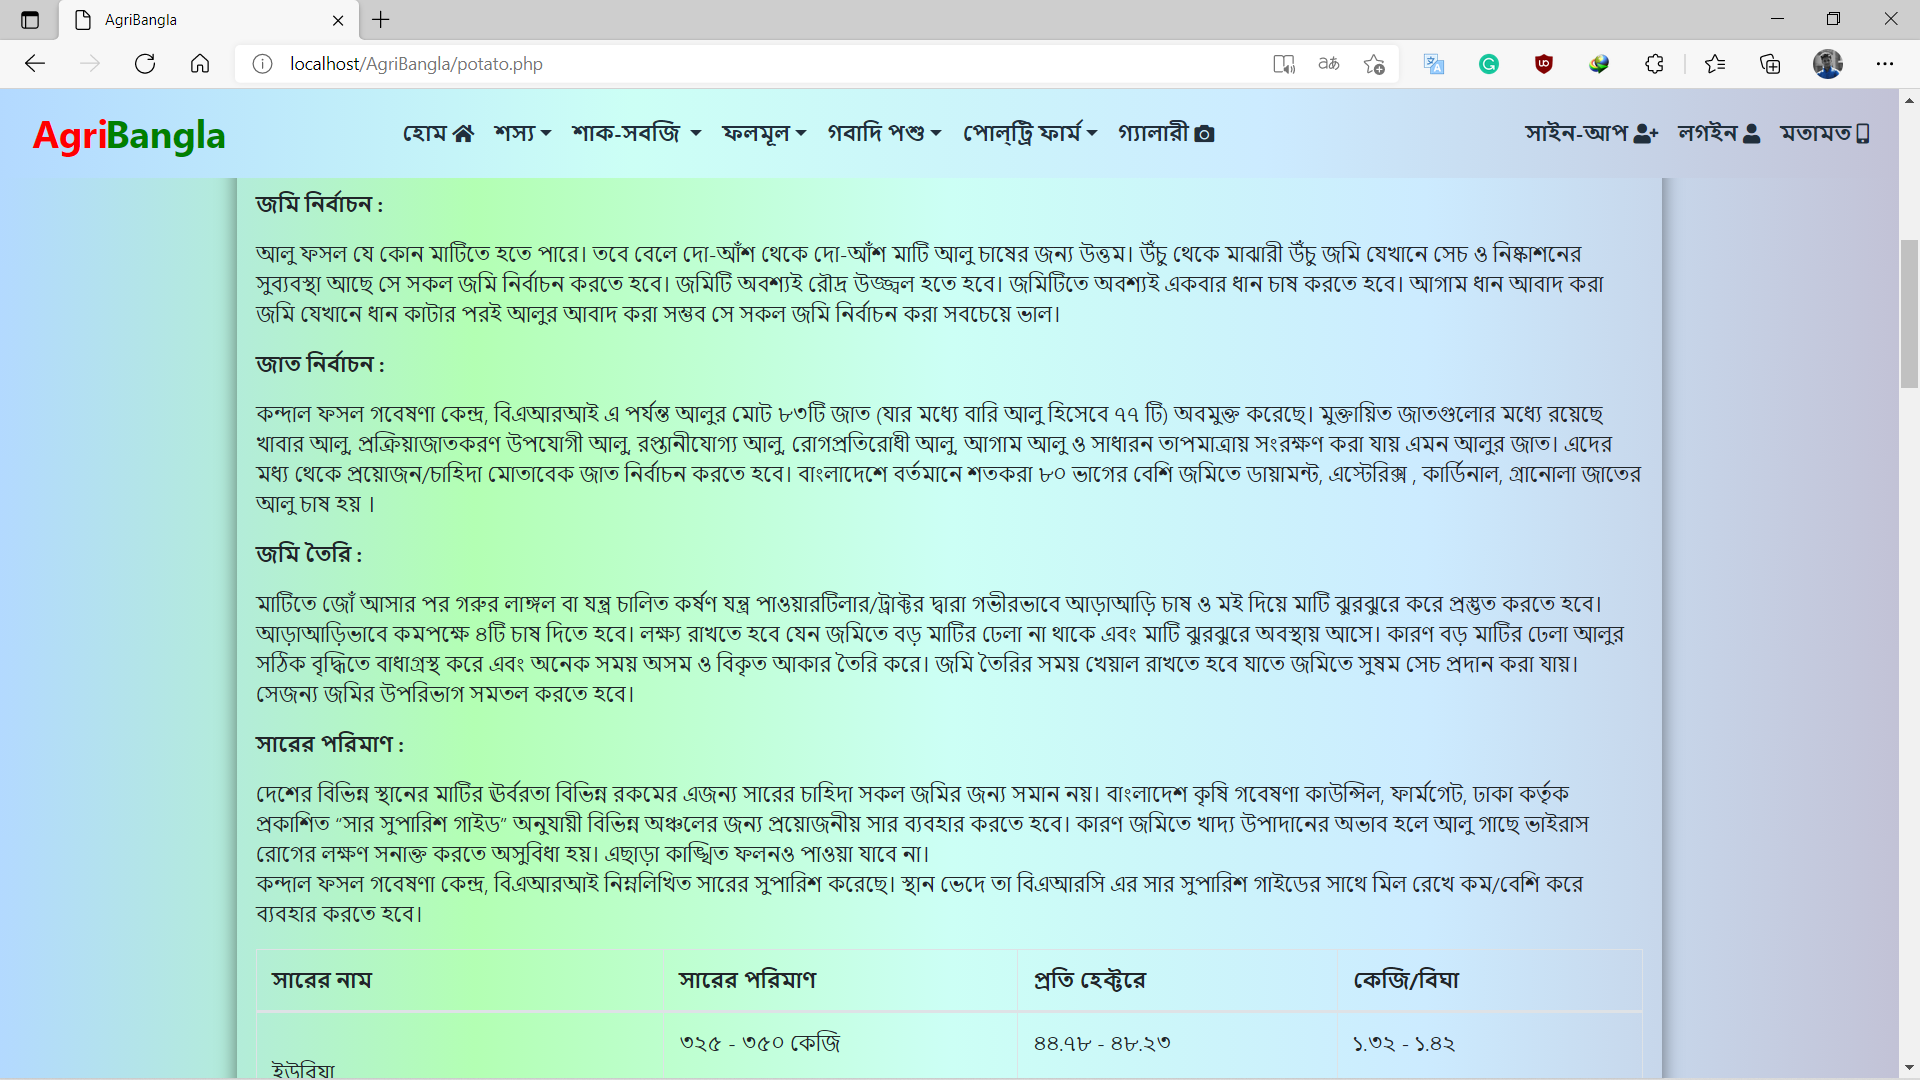 AgriBangla
localhost/AgriBangla/potato.php
AgriBangla
হোম শস্য শাক-সবজি ফলমূল গবাদি পশু পোল্ট্রি ফার্ম গ্যালারী সাইন-আপ লগইন মতামত
জমি নির্বাচন :
আলু ফসল যে কোন মাটিতে হতে পারে। তবে বেলে দো-আঁশ থেকে দো-আঁশ মাটি আলু চাষের জন্য উত্তম। উঁচু থেকে মাঝারী উঁচু জমি যেখানে সেচ ও নিষ্কাশনের
সুব্যবস্থা আছে সে সকল জমি নির্বাচন করতে হবে। জমিটি অবশ্যই রৌদ্র উজ্জ্বল হতে হবে। জমিটিতে অবশ্যই একবার ধান চাষ করতে হবে। আগাম ধান আবাদ করা
জমি যেখানে ধান কাটার পরই আলুর আবাদ করা সম্ভব সে সকল জমি নির্বাচন করা সবচেয়ে ভাল।
জাত নির্বাচন :
কন্দাল ফসল গবেষণা কেন্দ্র, বিএআরআই এ পর্যন্ত আলুর মোট ৮৩টি জাত (যার মধ্যে বারি আলু হিসেবে ৭৭ টি) অবমুক্ত করেছে। মুক্তায়িত জাতগুলোর মধ্যে রয়েছে
খাবার আলু, প্রক্রিয়াজাতকরণ উপযোগী আলু, রপ্তানীযোগ্য আলু, রোগপ্রতিরোধী আলু, আগাম আলু ও সাধারন তাপমাত্রায় সংরক্ষণ করা যায় এমন আলুর জাত। এদের
মধ্য থেকে প্রয়োজন/চাহিদা মোতাবেক জাত নির্বাচন করতে হবে। বাংলাদেশে বর্তমানে শতকরা ৮০ ভাগের বেশি জমিতে ডায়ামন্ট, এস্টেরিক্স , কার্ডিনাল, গ্রানোলা জাতের
আলু চাষ হয় ।
জমি তৈরি :
মাটিতে জোঁ আসার পর গরুর লাঙ্গল বা যন্ত্র চালিত কর্ষণ যন্ত্র পাওয়ারটিলার/ট্রাক্টর দ্বারা গভীরভাবে আড়াআড়ি চাষ ও মই দিয়ে মাটি ঝুরঝুরে করে প্রস্তুত করতে হবে।
আড়াআড়িভাবে কমপক্ষে ৪টি চাষ দিতে হবে। লক্ষ্য রাখতে হবে যেন জমিতে বড় মাটির ঢেলা না থাকে এবং মাটি ঝুরঝুরে অবস্থায় আসে। কারণ বড় মাটির ঢেলা আলুর
সঠিক বৃদ্ধিতে বাধাগ্রস্থ করে এবং অনেক সময় অসম ও বিকৃত আকার তৈরি করে। জমি তৈরির সময় খেয়াল রাখতে হবে যাতে জমিতে সুষম সেচ প্রদান করা যায়।
সেজন্য জমির উপরিভাগ সমতল করতে হবে।
সারের পরিমাণ :
দেশের বিভিন্ন স্থানের মাটির ঊর্বরতা বিভিন্ন রকমের এজন্য সারের চাহিদা সকল জমির জন্য সমান নয়। বাংলাদেশ কৃষি গবেষণা কাউন্সিল, ফার্মগেট, ঢাকা কর্তৃক
প্রকাশিত “সার সুপারিশ গাইড” অনুযায়ী বিভিন্ন অঞ্চলের জন্য প্রয়োজনীয় সার ব্যবহার করতে হবে। কারণ জমিতে খাদ্য উপাদানের অভাব হলে আলু গাছে ভাইরাস
রোগের লক্ষণ সনাক্ত করতে অসুবিধা হয়। এছাড়া কাঙ্খিত ফলনও পাওয়া যাবে না।
কন্দাল ফসল গবেষণা কেন্দ্র, বিএআরআই নিম্নলিখিত সারের সুপারিশ করেছে। স্থান ভেদে তা বিএআরসি এর সার সুপারিশ গাইডের সাথে মিল রেখে কম/বেশি করে
ব্যবহার করতে হবে।
সারের নাম সারের পরিমাণ প্রতি হেক্টরে কেজি/বিঘা
৩২৫ - ৩৫০ কেজি ৪৪.৭৮ - ৪৮.২৩ ১.৩২ - ১.৪২
ইউরিয়া